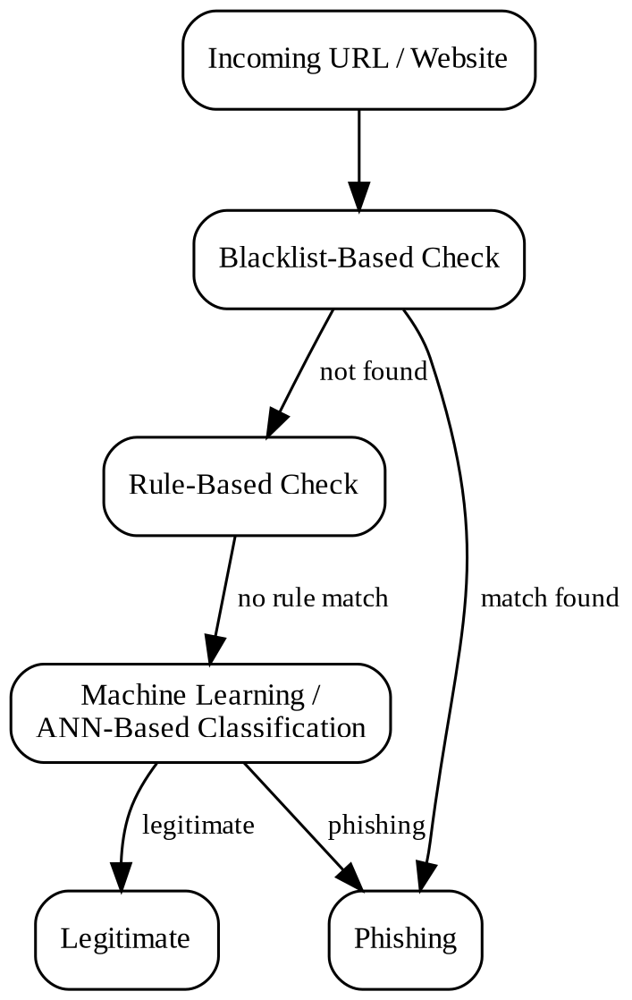 Incoming URL / Website
Blacklist-Based Check
not found
Rule-Based Check
no rule match
match found
Machine Learning /
ANN-Based Classification
legitimate
phishing
Legitimate
Phishing